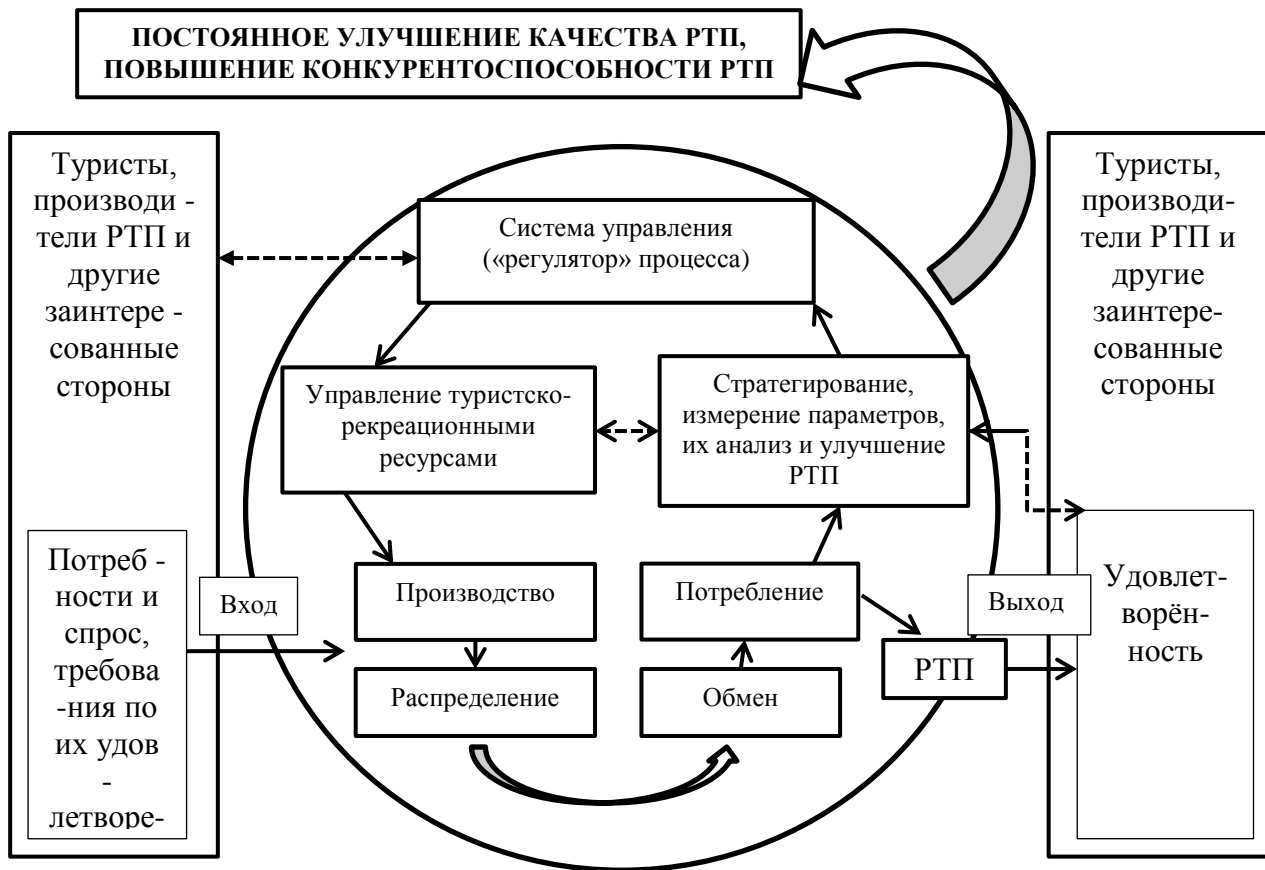 ПОСТОЯННОЕ УЛУЧШЕНИЕ КАЧЕСТВА РТП,
ПОВЫШЕНИЕ КОНКУРЕНТОСПОСОБНОСТИ РТП
Туристы,
производи -
тели РТП и
другие
заинтере -
сованные
стороны
Потреб -
ности и
спрос,
требова
-ния по
их удов
-
летворе-
Вход
Система управления
(«регулятор» процесса)
Управление туристско-
рекреационными
ресурсами
Стратегирование,
измерение параметров,
их анализ и улучшение
РТП
Производство
Распределение
Потребление
Обмен
РТП
Выход
Туристы,
производи-
тели РТП и
другие
заинтере-
сованные
стороны
Удовлет-
ворён-
ность